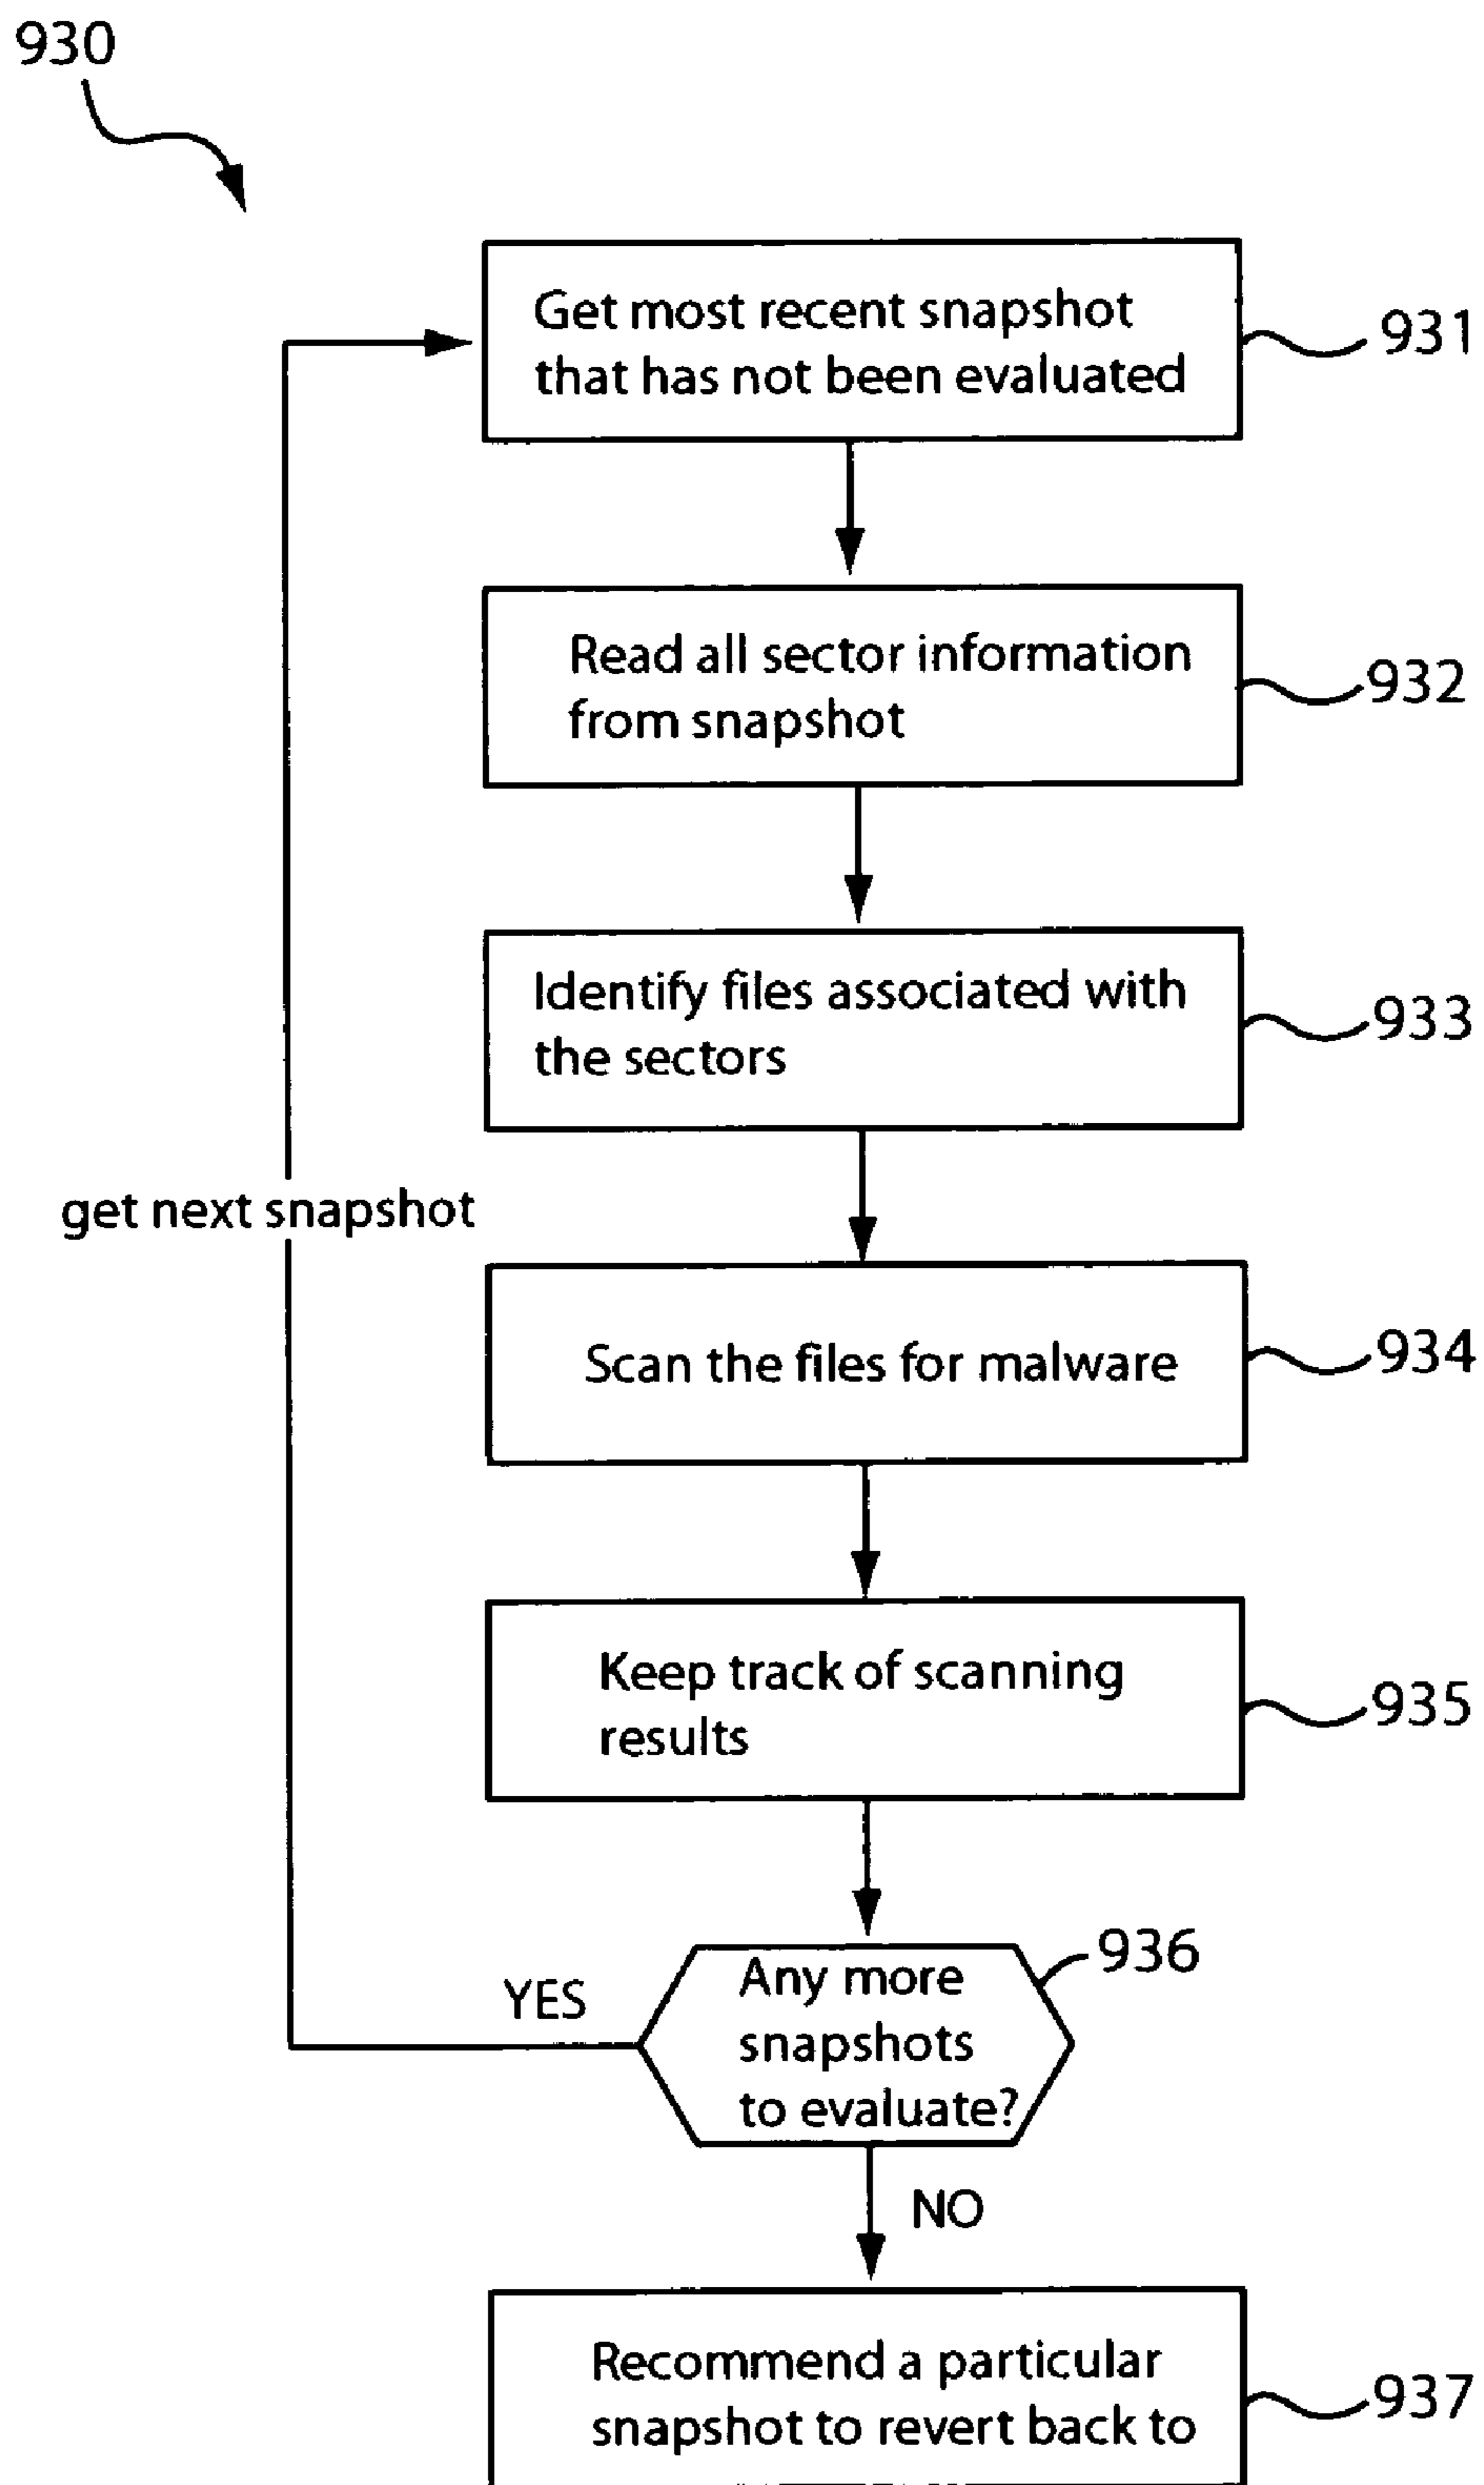 930
Get most recent snapshot
that has not been evaluated
931
Read all sector information
from snapshot
932
Identify files associated with
the sectors
933
get next snapshot
Scan the files for malware
934
Keep track of scanning
results
935
YES
Any more
snapshots
to evaluate?
936
NO
Recommend a particular
snapshot to revert back to
937